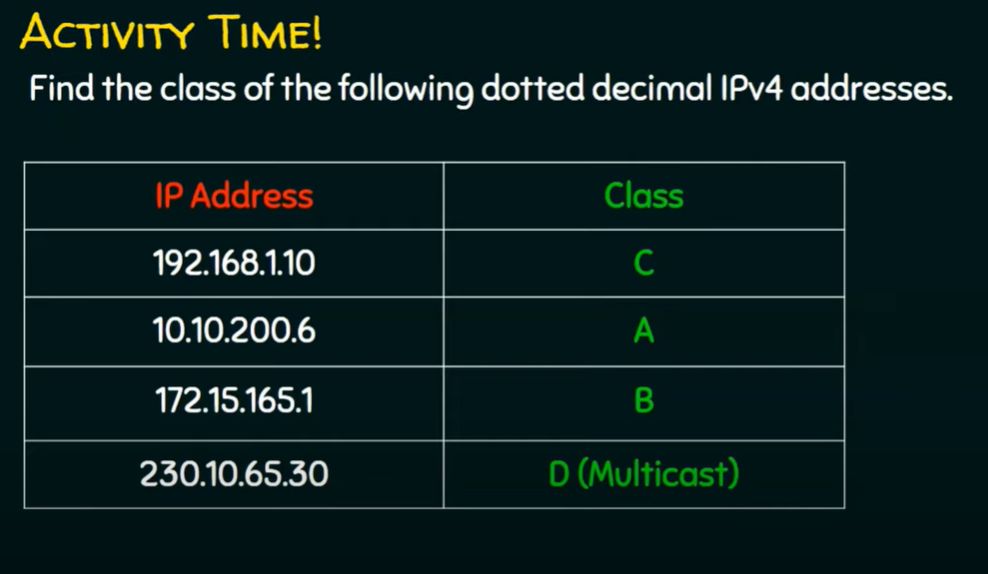 ACTIVITY TIME!
Find the class of the following dotted decimal IPv4 addresses.
IP Address Class
192.168.1.10 C
10.10.200.6 A
172.15.165.1 B
230.10.65.30 D (Multicast)